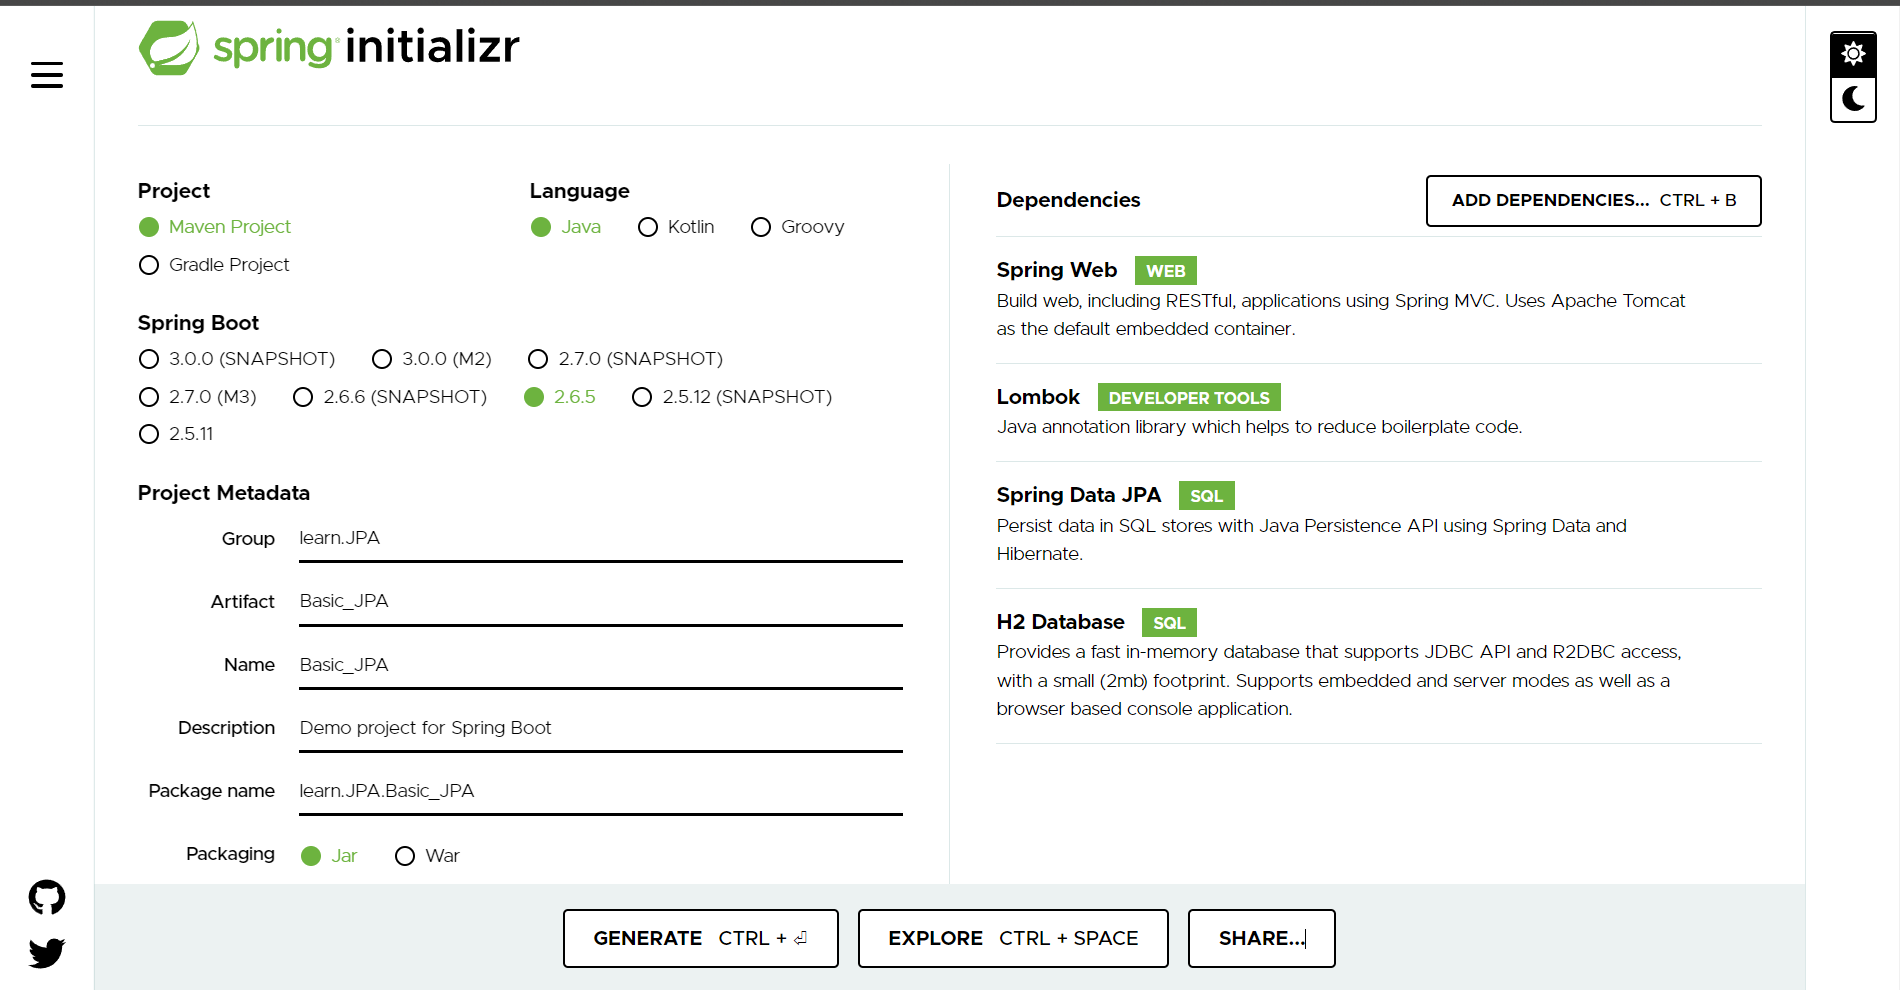 spring initializr
Project
Maven Project
Gradle Project
Language
Java Kotlin Groovy
Spring Boot
3.0.0 (SNAPSHOT) 3.0.0 (M2) 2.7.0 (SNAPSHOT)
2.7.0 (M3) 2.6.6 (SNAPSHOT) 2.6.5 2.5.12 (SNAPSHOT)
2.5.11
Project Metadata
Group learn.JPA
Artifact Basic_JPA
Name Basic_JPA
Description Demo project for Spring Boot
Package name learn.JPA.Basic_JPA
Packaging Jar War
Dependencies
ADD DEPENDENCIES... CTRL + B
Spring Web WEB
Build web, including RESTful, applications using Spring MVC. Uses Apache Tomcat
as the default embedded container.
Lombok DEVELOPER TOOLS
Java annotation library which helps to reduce boilerplate code.
Spring Data JPA SQL
Persist data in SQL stores with Java Persistence API using Spring Data and
Hibernate.
H2 Database SQL
Provides a fast in-memory database that supports JDBC API and R2DBC access,
with a small (2mb) footprint. Supports embedded and server modes as well as a
browser based console application.
GENERATE CTRL + ⏎
EXPLORE CTRL + SPACE
SHARE...